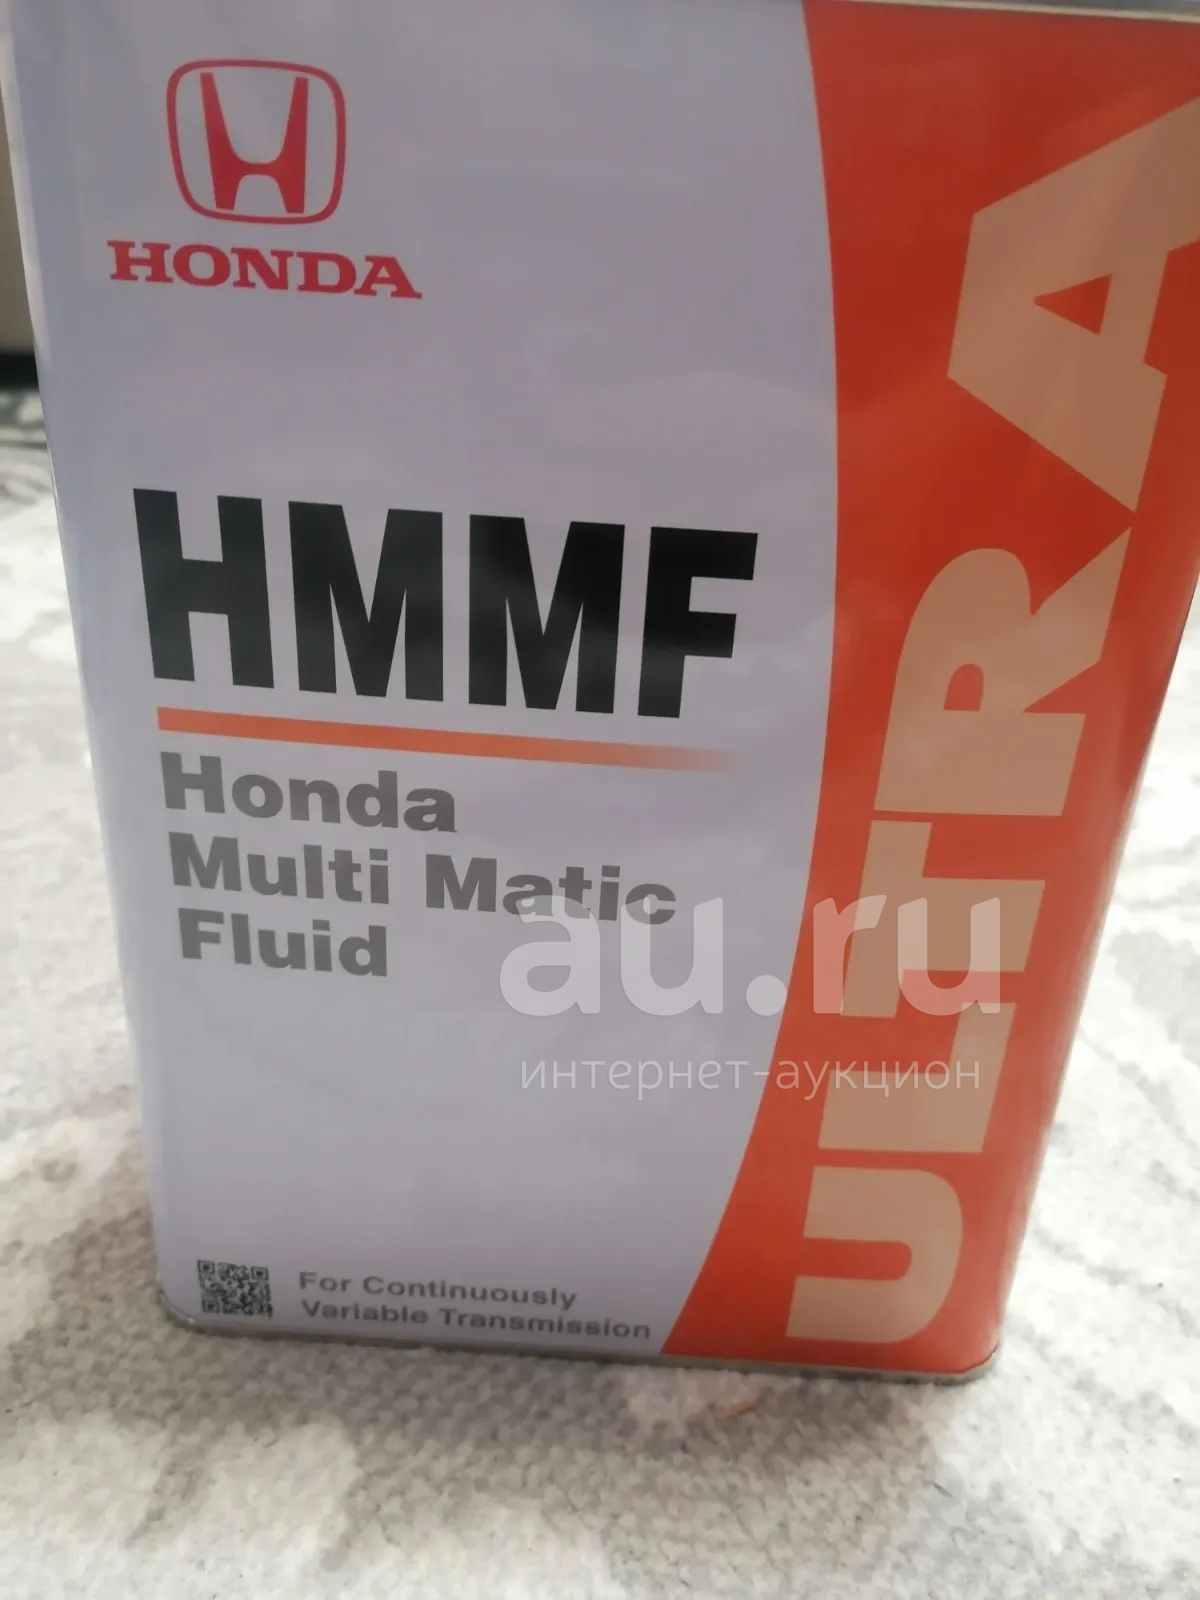 HONDA
HMMF
Honda
Multi Matic
Fluid
For Continuously
Variable Transmission
ULTRA
au.ru
интернет-аукцион